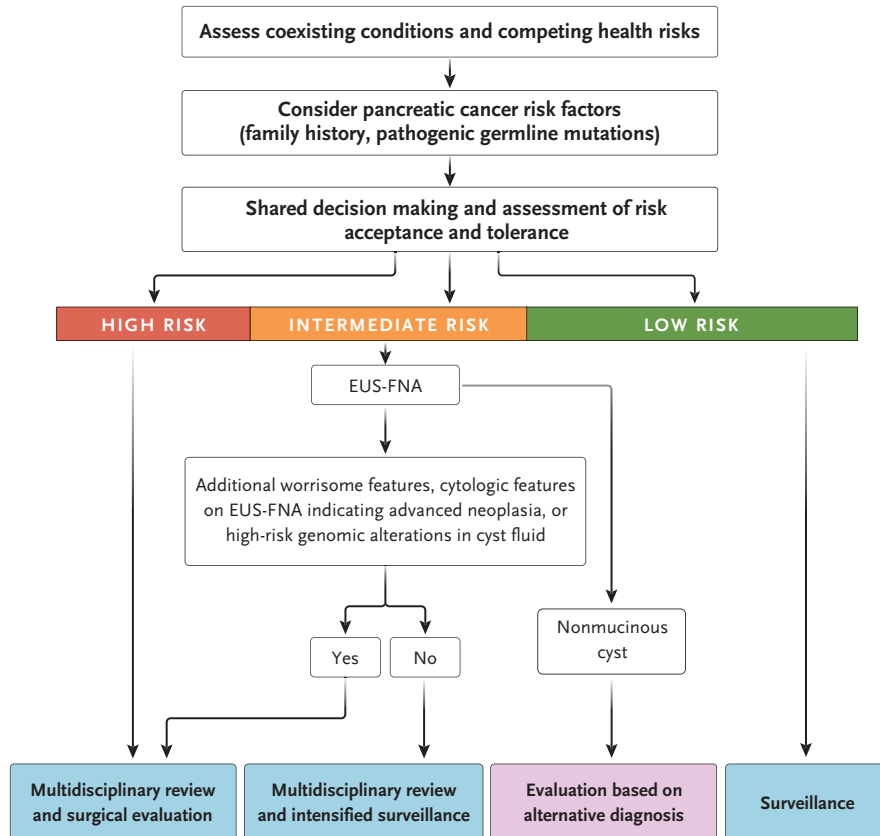 Assess coexisting conditions and competing health risks
Consider pancreatic cancer risk factors
(family history, pathogenic germline mutations)
Shared decision making and assessment of risk
acceptance and tolerance
HIGH RISK
INTERMEDIATE RISK
LOW RISK
EUS-FNA
Additional worrisome features, cytologic features
on EUS-FNA indicating advanced neoplasia, or
high-risk genomic alterations in cyst fluid
Yes
No
Nonmucinous
cyst
Multidisciplinary review
and surgical evaluation
Multidisciplinary review
and intensified surveillance
Evaluation based on
alternative diagnosis
Surveillance